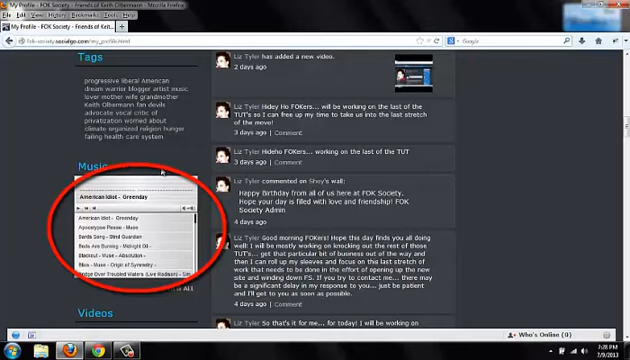 My Profile - FOK Society - Friends of Keith Olbermann - Mozilla Firefox
File Edit View History Bookmarks Tools Help
My Profile - FOK Society - Friends of Keit...
fok-society.socialgo.com/my_profile.html
Google
Tags
progressive liberal American
dream warrior blogger artist music
lover mother wife grandmother
Keith Olbermann fan devils
advocate vocal critic of
privatization worried about
climate organized religion hunger
failing health care system
Music
American Idiot - Greenday
American Idiot - Greenday
Apocalypse Please - Muse
Bards Song - Blind Guardian
Beds Are Burning - Midnight Oil -
Blackout - Muse - Absolution -
Bliss - Muse - Origin of Symmetry -
Bridge Over Troubled Waters (Live Radison) - Sim
All
Videos
Liz Tyler has added a new video.
2 days ago
Liz Tyler Hidey Ho FOKers... will be working on the last of the
TUT's so I can free up my time to take us into the last stretch
of the move!
3 days ago | Comment
Liz Tyler Hideho FOKers... working on the last of the TUT
3 days ago | Comment
Liz Tyler commented on Shey's wall:
Happy Birthday from all of us here at FOK Society.
Hope your day is filled with love and friendship! FOK
Society Admin
4 days ago
Liz Tyler Good morning FOKers! Hope this day finds you all doing
well: I will be mostly working on knocking out the rest of those
TUT's... get that particular bit of business out of the way and
then I can roll up my sleeves and focus on this last stretch of
work that needs to be done in the effort of opening up the new
site and winding down FS. If you try to contact me... there may
be a significant delay in my response to you... just be patient
and I'll get to you as soon as possible.
4 days ago | Comment
Liz Tyler So that's it for me... for today! I will be working on
Who's Online (0)
7:28 PM
7/9/2013